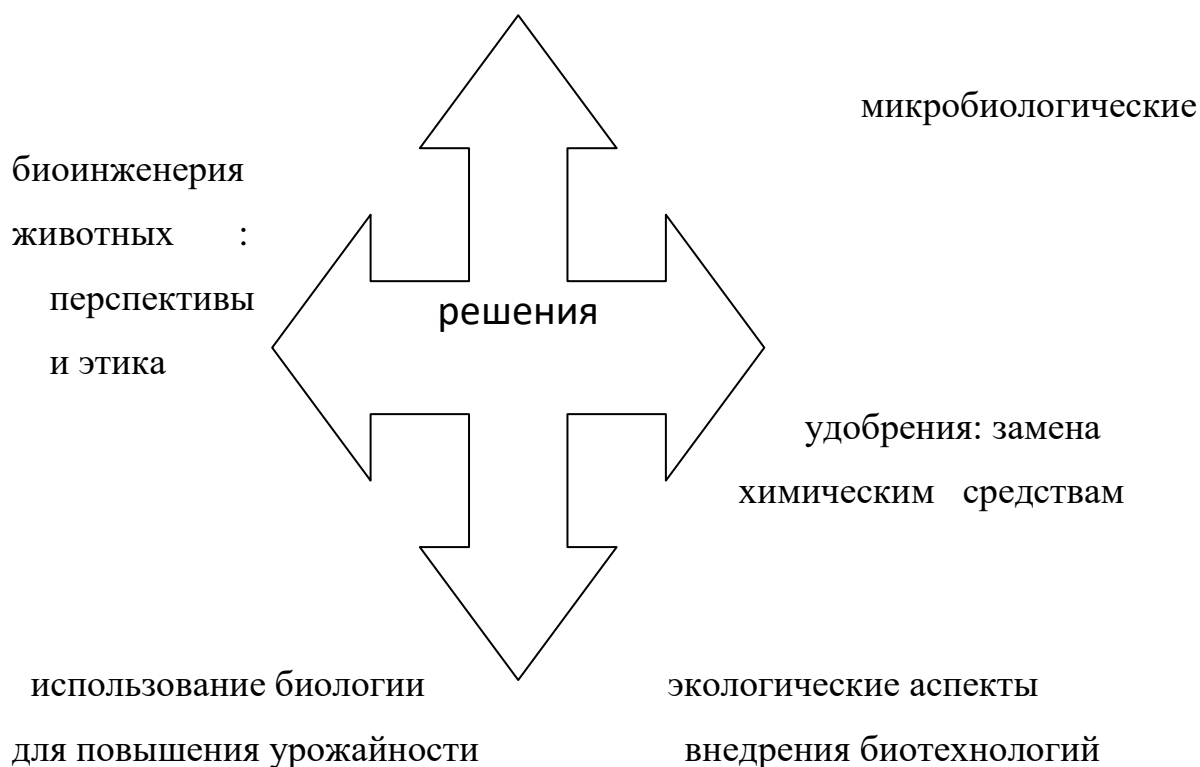 микробиологические
биоинженерия
животных :
перспективы
решения
и этика
удобрения: замена
химическим средствам
использование биологии
экологические аспекты
для повышения урожайности
внедрения биотехнологий